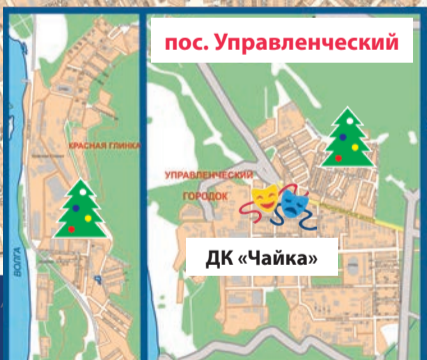 пос. Управленческий
КРАСНАЯ ГЛИНКА
УПРАВЛЕНЧЕСКИЙ
ГОРОДОК
ДК «Чайка»
ВОЛГА